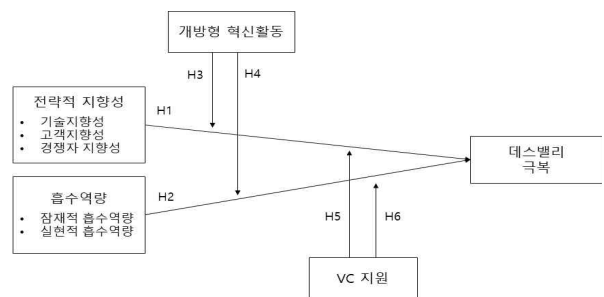 개방형 혁신활동
H3
H4
전략적 지향성
• 기술지향성
• 고객지향성
• 경쟁자 지향성
H1
데스밸리
극복
흡수역량
• 잠재적 흡수역량
• 실현적 흡수역량
H2
H5
H6
VC 지원